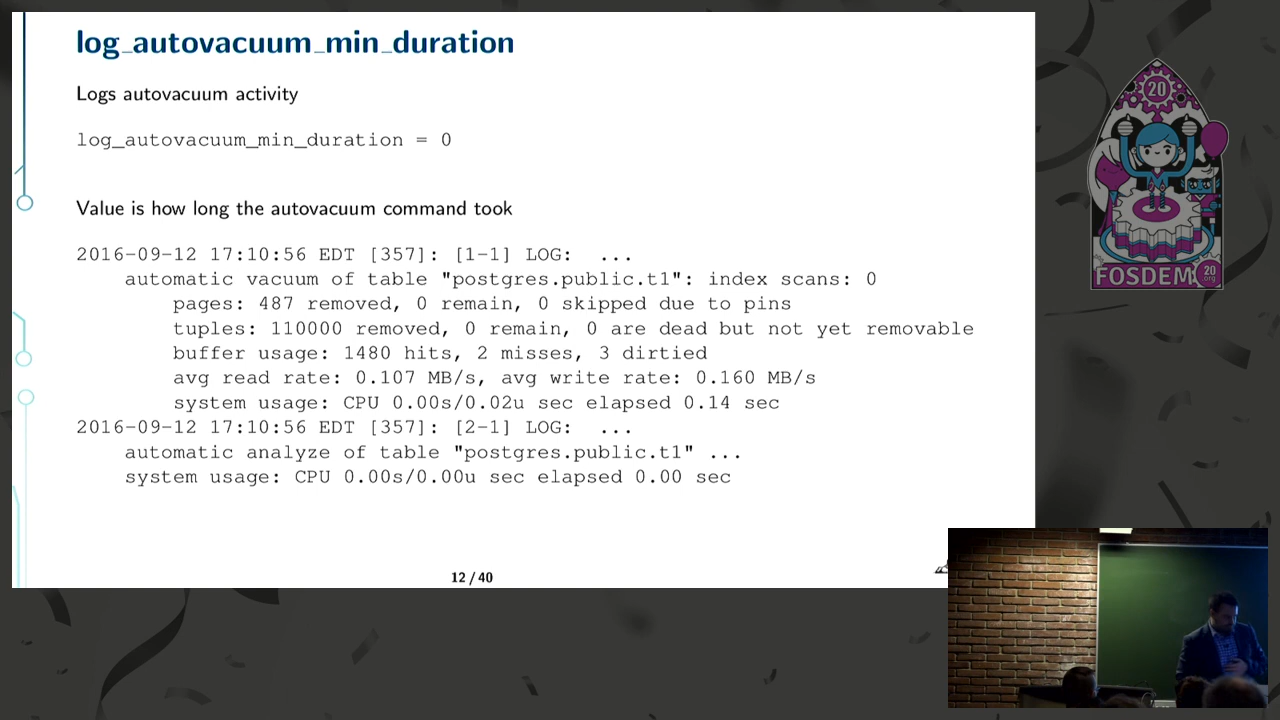 log_autovacuum_min_duration
Logs autovacuum activity
log_autovacuum_min_duration = 0
Value is how long the autovacuum command took
2016-09-12 17:10:56 EDT [357]: [1-1] LOG:  ...
automatic vacuum of table "postgres.public.t1": index scans: 0
pages: 487 removed, 0 remain, 0 skipped due to pins
tuples: 110000 removed, 0 remain, 0 are dead but not yet removable
buffer usage: 1480 hits, 2 misses, 3 dirtied
avg read rate: 0.107 MB/s, avg write rate: 0.160 MB/s
system usage: CPU 0.00s/0.02u sec elapsed 0.14 sec
2016-09-12 17:10:56 EDT [357]: [2-1] LOG:  ...
automatic analyze of table "postgres.public.t1" ...
system usage: CPU 0.00s/0.00u sec elapsed 0.00 sec
12 / 40
20
FOSDEM
20
.org